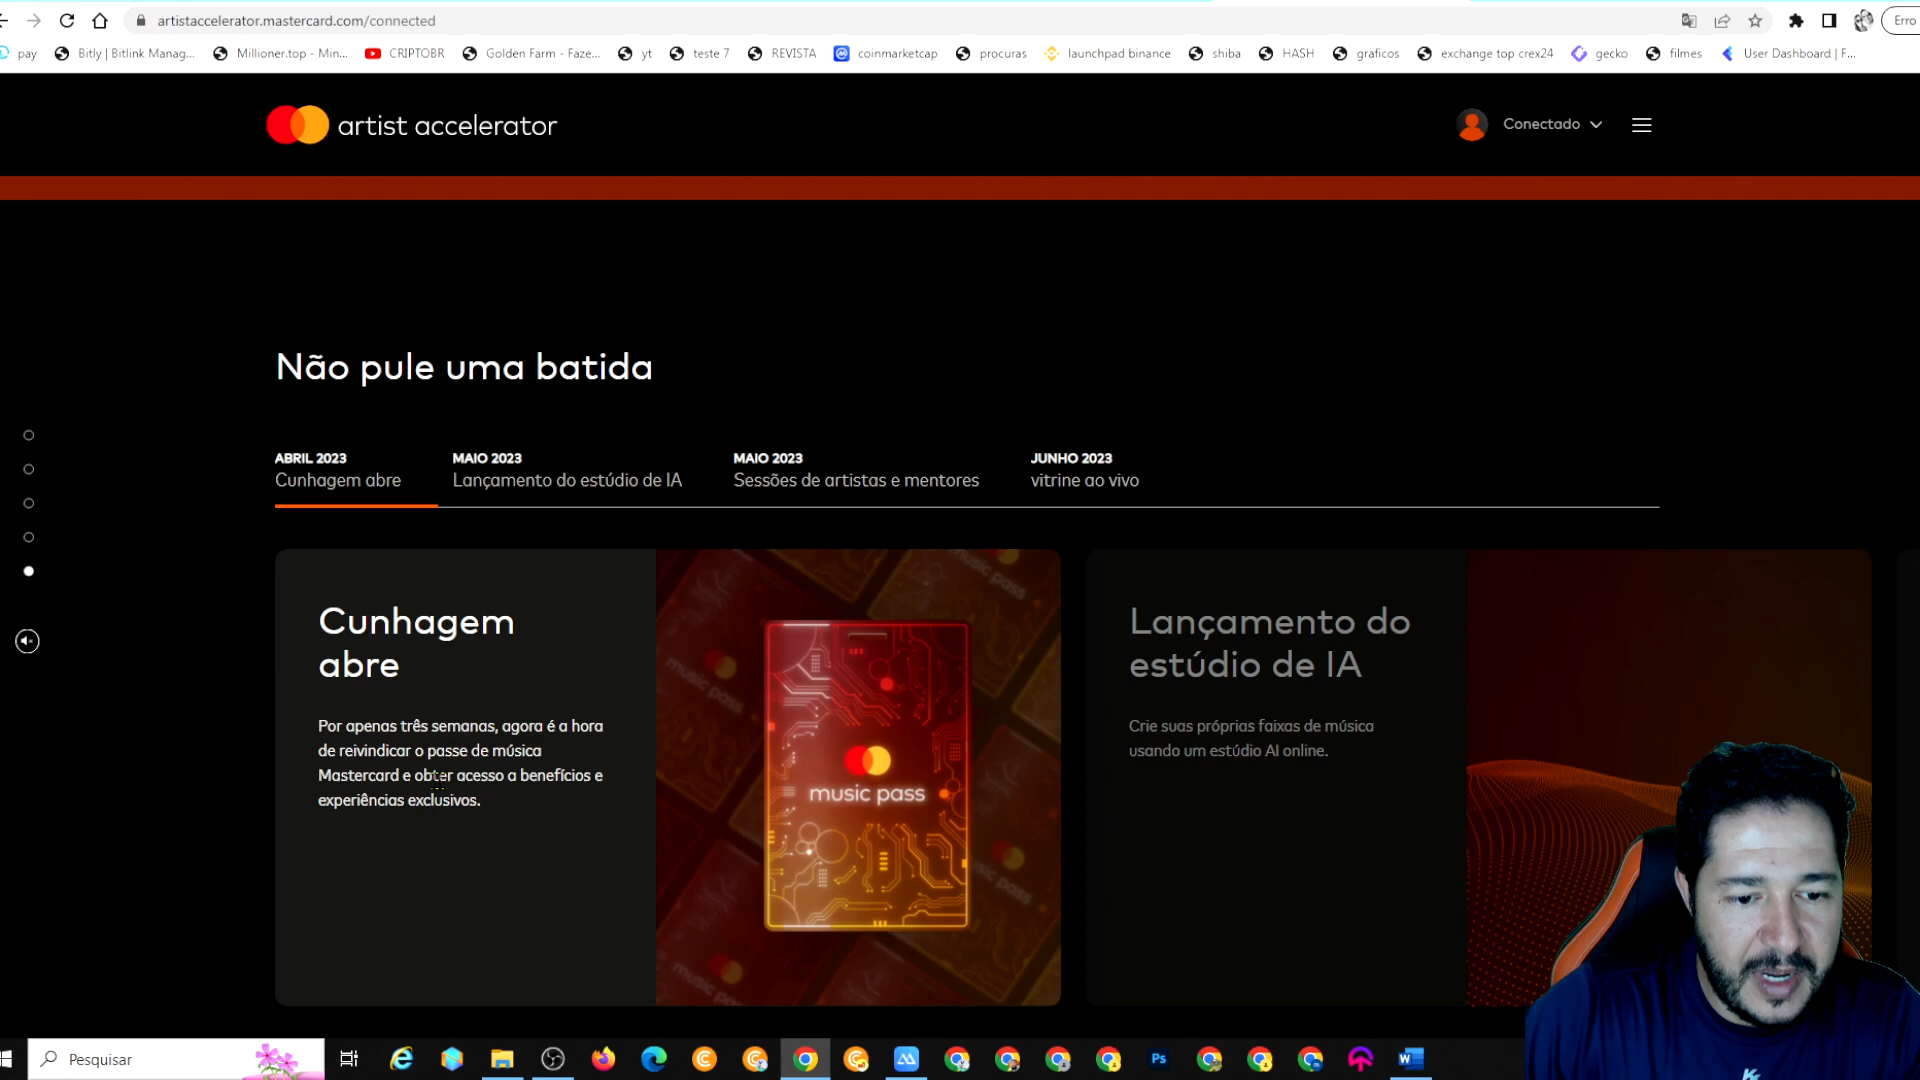 artistaccelerator.mastercard.com/connected
Erro
pay
Bitly | Bitlink Manag...
Millioner.top - Min...
CRIPTOBR
Golden Farm - Faze...
yt
teste 7
REVISTA
coinmarketcap
procuras
launchpad binance
shiba
HASH
graficos
exchange top crex24
gecko
filmes
User Dashboard | F...
artist accelerator
Conectado
Não pule uma batida
ABRIL 2023
Cunhagem abre
MAIO 2023
Lançamento do estúdio de IA
MAIO 2023
Sessões de artistas e mentores
JUNHO 2023
vitrine ao vivo
Cunhagem
abre
Por apenas três semanas, agora é a hora
de reivindicar o passe de música
Mastercard e obter acesso a benefícios e
experiências exclusivos.
music pass
Lançamento do
estúdio de IA
Crie suas próprias faixas de música
usando um estúdio AI online.
Pesquisar
Ps